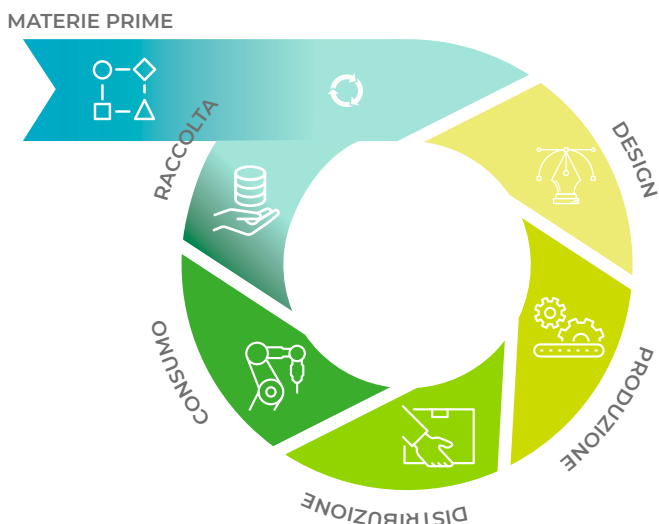 MATERIE PRIME
DESIGN
PRODUZIONE
DISTRIBUZIONE
CONSUMO
RACCOLTA